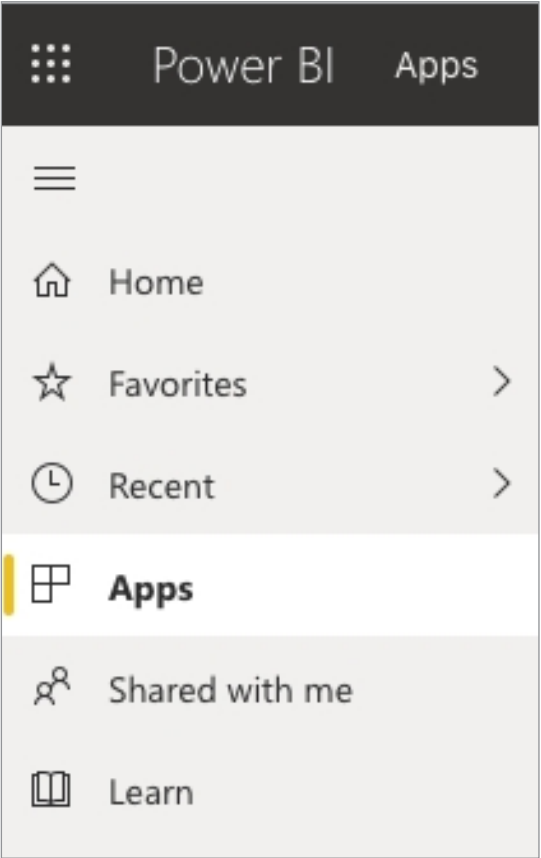 Power BI Apps
Home
Favorites
Recent
Apps
Shared with me
Learn